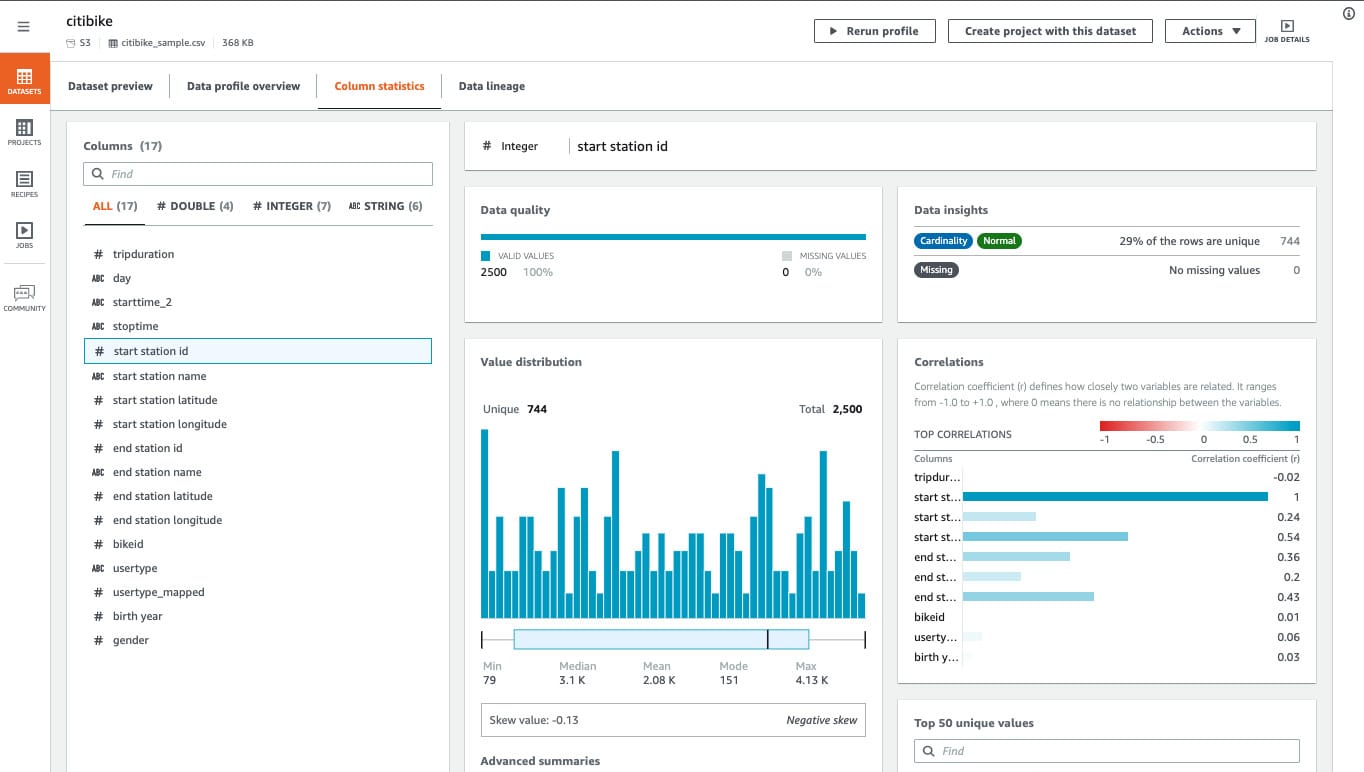 citibike
S3 citibike_sample.csv 368 KB
Rerun profile
Create project with this dataset
Actions
JOB DETAILS
DATASETS
PROJECTS
RECIPES
JOBS
COMMUNITY
Dataset preview
Data profile overview
Column statistics
Data lineage
Columns (17)
Find
ALL (17) # DOUBLE (4) # INTEGER (7) ABC STRING (6)
# tripduration
ABC day
ABC starttime_2
ABC stoptime
# start station id
ABC start station name
# start station latitude
# start station longitude
# end station id
ABC end station name
# end station latitude
# end station longitude
# bikeid
ABC usertype
# usertype_mapped
# birth year
# gender
# Integer start station id
Data quality
VALID VALUES MISSING VALUES
2500 100% 0 0%
Data insights
Cardinality Normal 29% of the rows are unique 744
Missing No missing values 0
Value distribution
Unique 744 Total 2,500
Min Median Mean Mode Max
79 3.1 K 2.08 K 151 4.13 K
Skew value: -0.13 Negative skew
Advanced summaries
Correlations
Correlation coefficient (r) defines how closely two variables are related. It ranges
from -1.0 to +1.0 , where 0 means there is no relationship between the variables.
TOP CORRELATIONS
-1 -0.5 0 0.5 1
Columns Correlation coefficient (r)
tripdur... -0.02
start st... 1
start st... 0.24
start st... 0.54
end st... 0.36
end st... 0.2
end st... 0.43
bikeid 0.01
userty... 0.06
birth y... 0.03
Top 50 unique values
Find